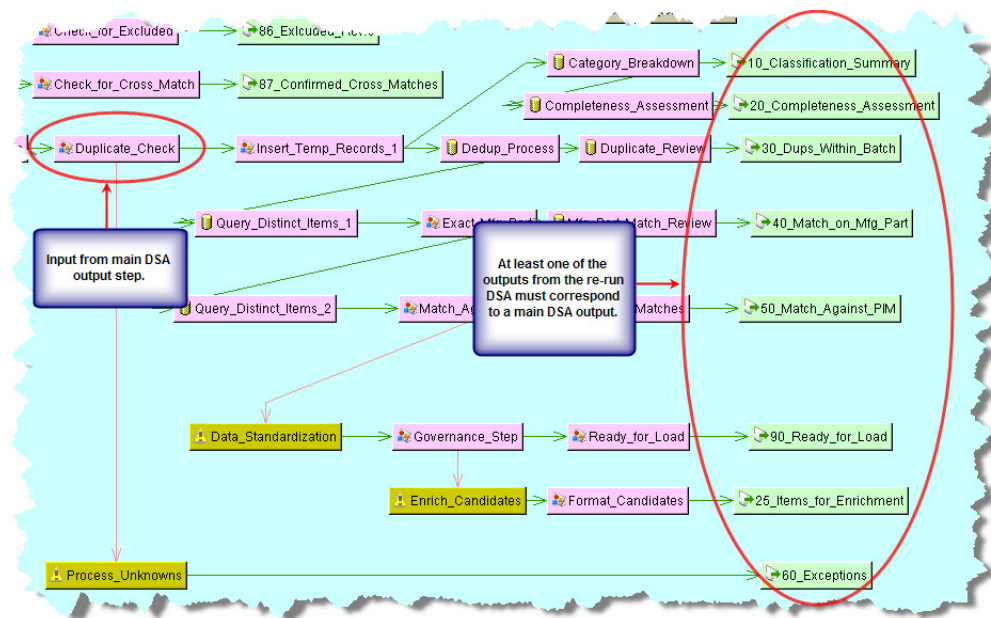 Check_for_Excluded
Check_for_Cross_Match 87_Confirmed_Cross_Matches
Category_Breakdown 10_Classification_Summary
Completeness_Assessment 20_Completeness_Assessment
Duplicate_Check Insert_Temp_Records_1 Dedup_Process Duplicate_Review 30_Dups_Within_Batch
Query_Distinct_Items_1 Match_Review 40_Match_on_Mfg_Part
Input from main DSA
output step.
At least one of the
outputs from the re-run
DSA must correspond
to a main DSA output.
Query_Distinct_Items_2 50_Match_Against_PIM
Data_Standardization Governance_Step Ready_for_Load 90_Ready_for_Load
Enrich_Candidates Format_Candidates 25_Items_for_Enrichment
Process_Unknowns 60_Exceptions